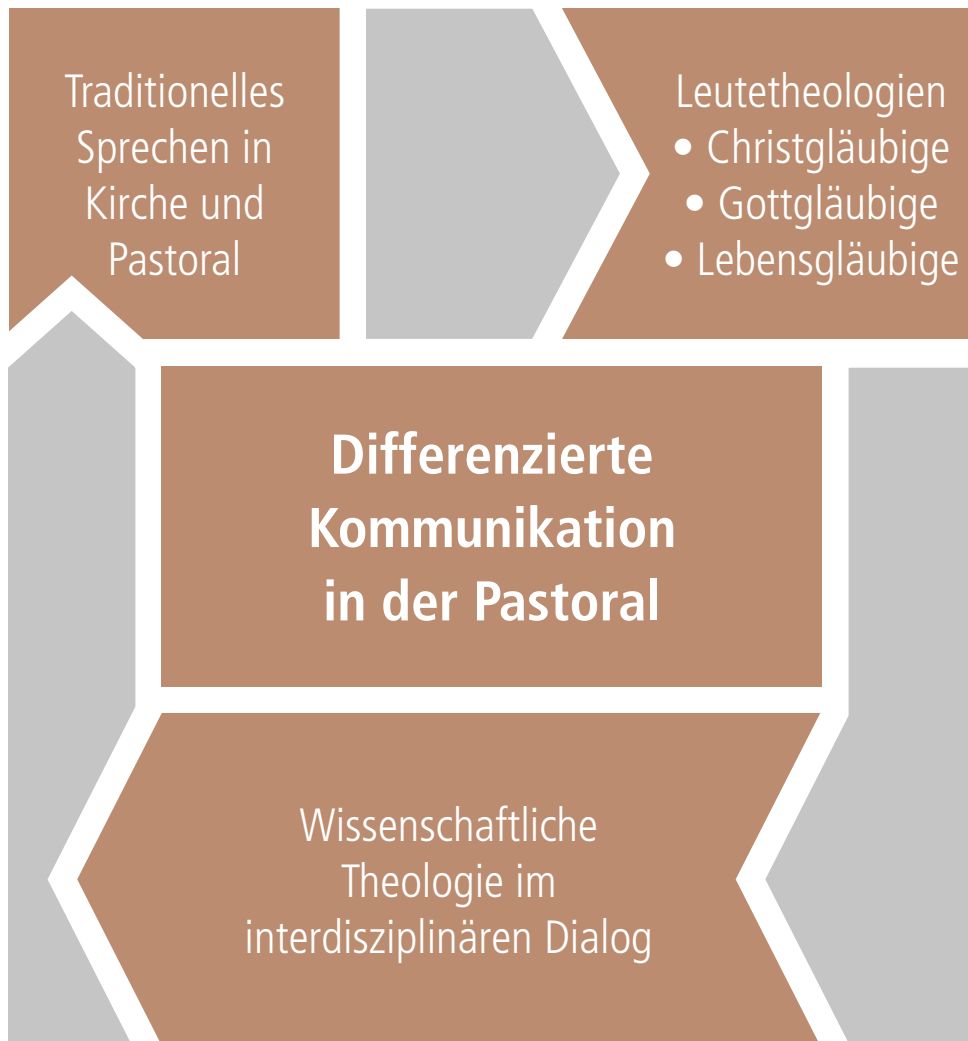 Traditionelles
Sprechen in
Kirche und
Pastoral
Leutetheologien
• Christgläubige
• Gottgläubige
• Lebensgläubige
Differenzierte
Kommunikation
in der Pastoral
Wissenschaftliche
Theologie im
interdisziplinären Dialog